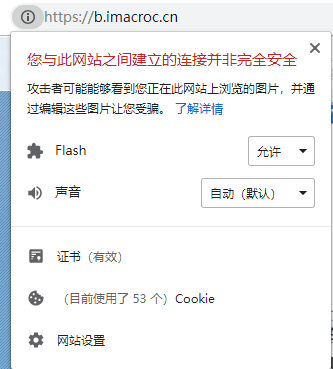 https://b.imacroc.cn
您与此网站之间建立的连接并非完全安全
攻击者可能能够看到您正在此网站上浏览的图片，并通
过编辑这些图片让您受骗。 了解详情
Flash 允许
声音 自动（默认）
证书（有效）
（目前使用了 53 个）Cookie
网站设置